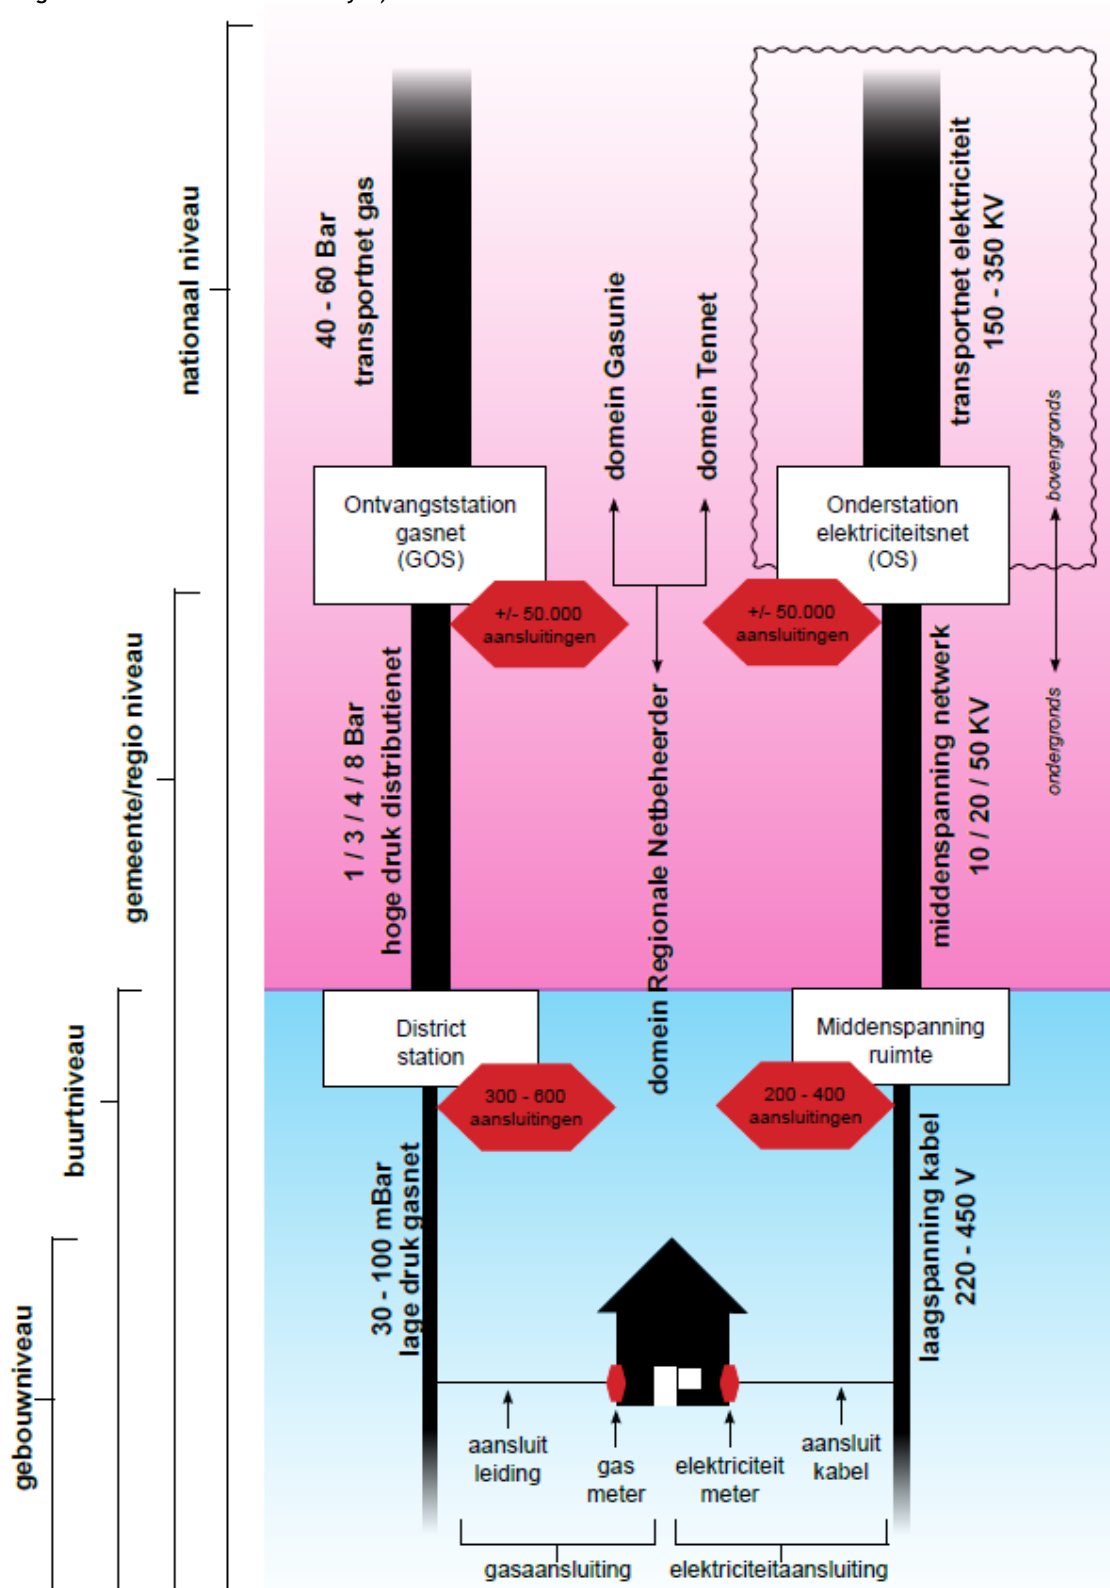 nationaal niveau
gemeente/regio niveau
buurtniveau
gebouwniveau
40 - 60 Bar
transportnet gas
domein Gasunie
domein Tennet
transportnet elektriciteit
150 - 350 KV
bovengronds
ondergronds
Ontvangststation
gasnet
(GOS)
Onderstation
elektriciteitsnet
(OS)
+/- 50.000
aansluitingen
+/- 50.000
aansluitingen
1 / 3 / 4 / 8 Bar
hoge druk distributienet
domein Regionale Netbeheerder
middenspanning netwerk
10 / 20 / 50 KV
District
station
Middenspanning
ruimte
300 - 600
aansluitingen
200 - 400
aansluitingen
30 - 100 mBar
lage druk gasnet
laagspanning kabel
220 - 450 V
aansluit
leiding
gas
meter
elektriciteit
meter
aansluit
kabel
gasaansluiting
elektriciteitaansluiting